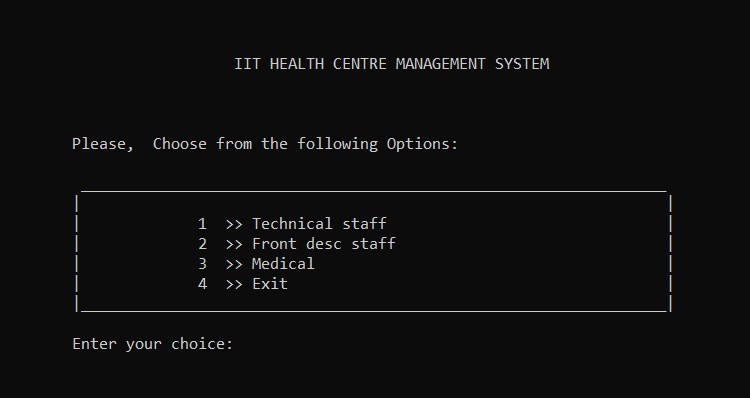 IIT HEALTH CENTRE MANAGEMENT SYSTEM
Please,  Choose from the following Options:
1  >> Technical staff
2  >> Front desc staff
3  >> Medical
4  >> Exit
Enter your choice: